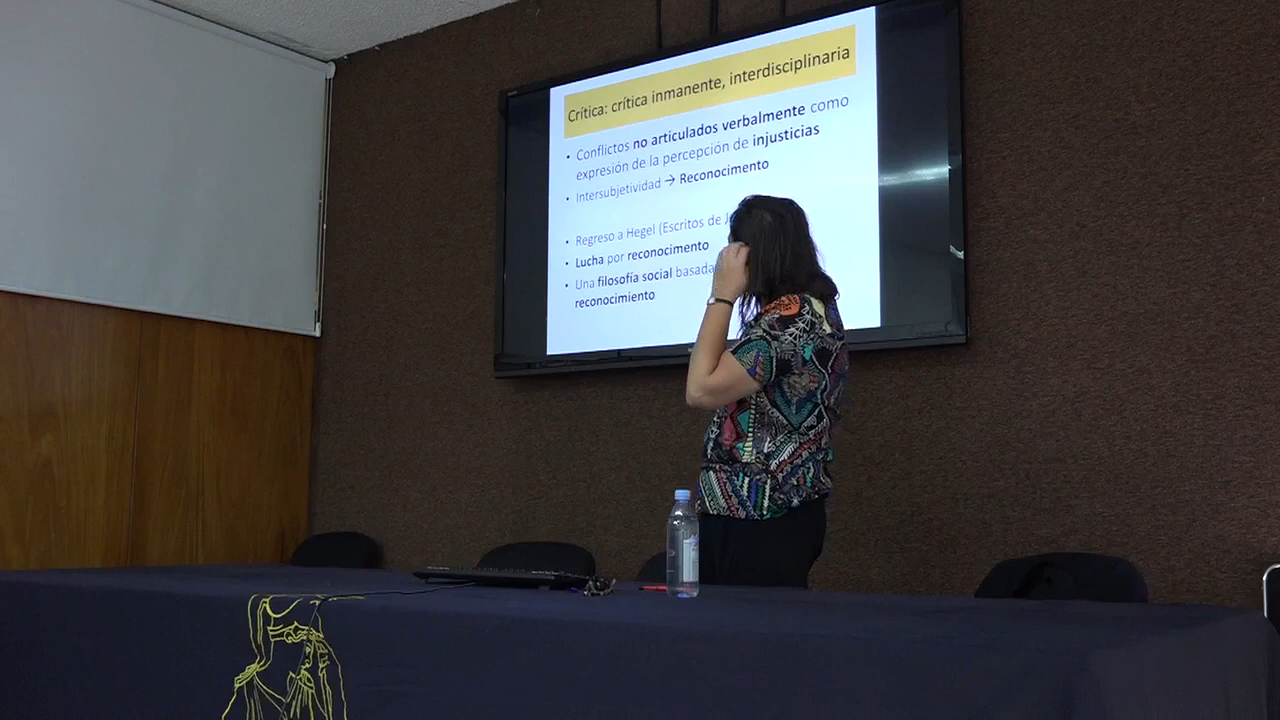 Crítica: crítica inmanente, interdisciplinaria
• Conflictos no articulados verbalmente como
expresión de la percepción de injusticias
• Intersubjetividad → Reconocimento
• Regreso a Hegel (Escritos de J
• Lucha por reconocimento
• Una filosofía social basada
reconocimiento